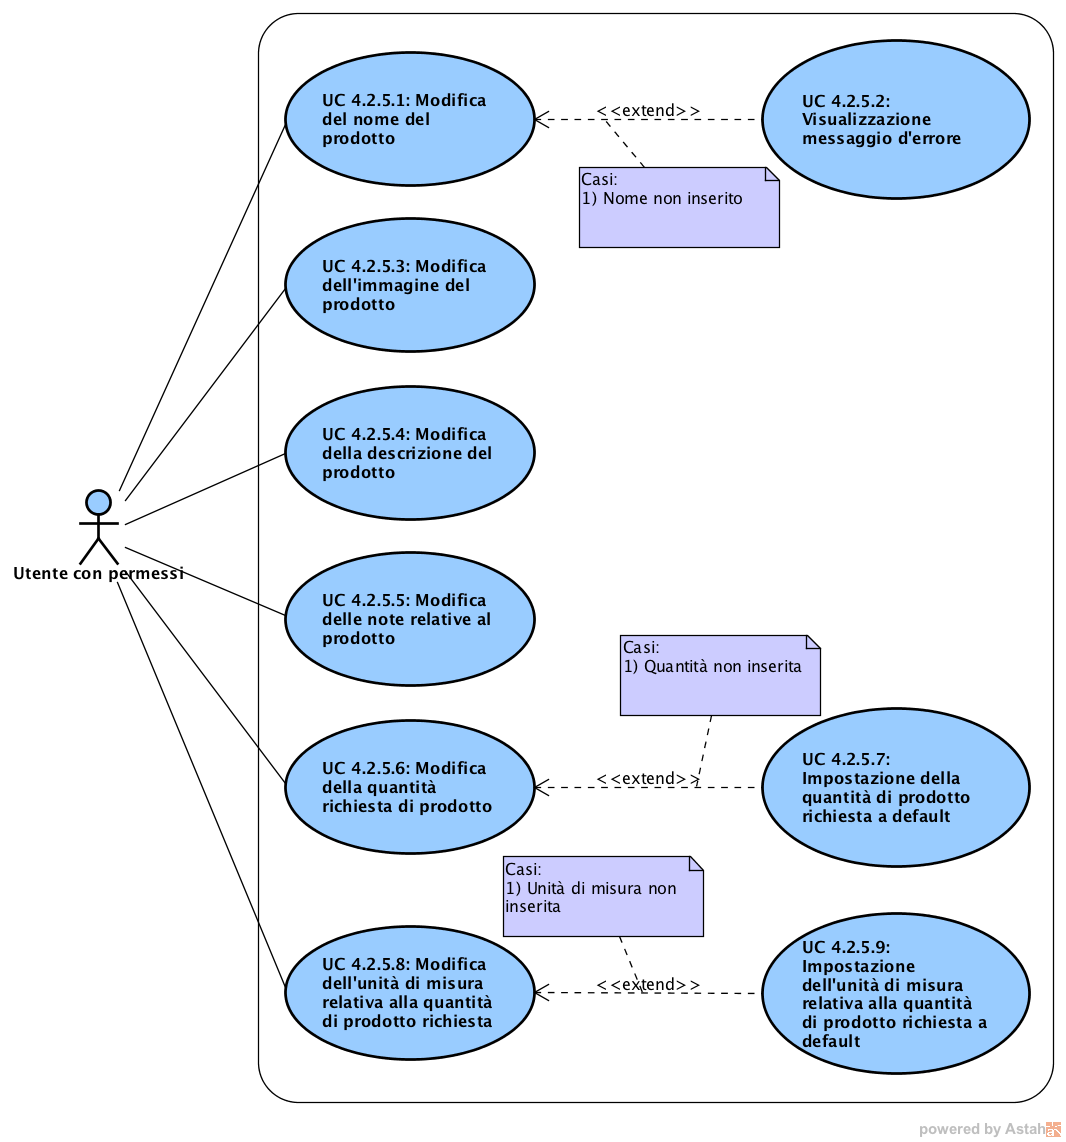 UC 4.2.5.1: Modifica
del nome del
prodotto
<<extend>>
UC 4.2.5.2:
Visualizzazione
messaggio d'errore
Casi:
1) Nome non inserito
UC 4.2.5.3: Modifica
dell'immagine del
prodotto
UC 4.2.5.4: Modifica
della descrizione del
prodotto
Utente con permessi
UC 4.2.5.5: Modifica
delle note relative al
prodotto
Casi:
1) Quantità non inserita
UC 4.2.5.6: Modifica
della quantità
richiesta di prodotto
<<extend>>
UC 4.2.5.7:
Impostazione della
quantità di prodotto
richiesta a default
Casi:
1) Unità di misura non
inserita
UC 4.2.5.8: Modifica
dell'unità di misura
relativa alla quantità
di prodotto richiesta
<<extend>>
UC 4.2.5.9:
Impostazione
dell'unità di misura
relativa alla quantità
di prodotto richiesta a
default
powered by Astah